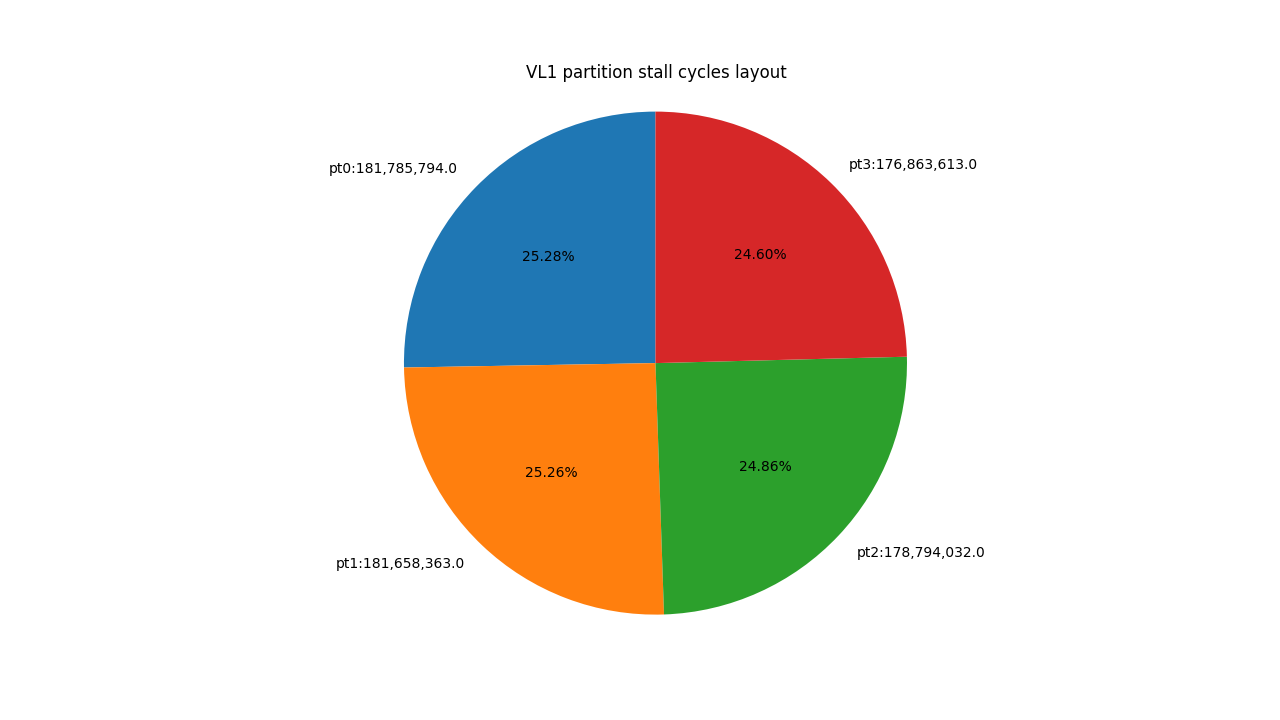 VL1 partition stall cycles layout
pt0:181,785,794.0
pt3:176,863,613.0
25.28%
24.60%
25.26%
24.86%
pt1:181,658,363.0
pt2:178,794,032.0